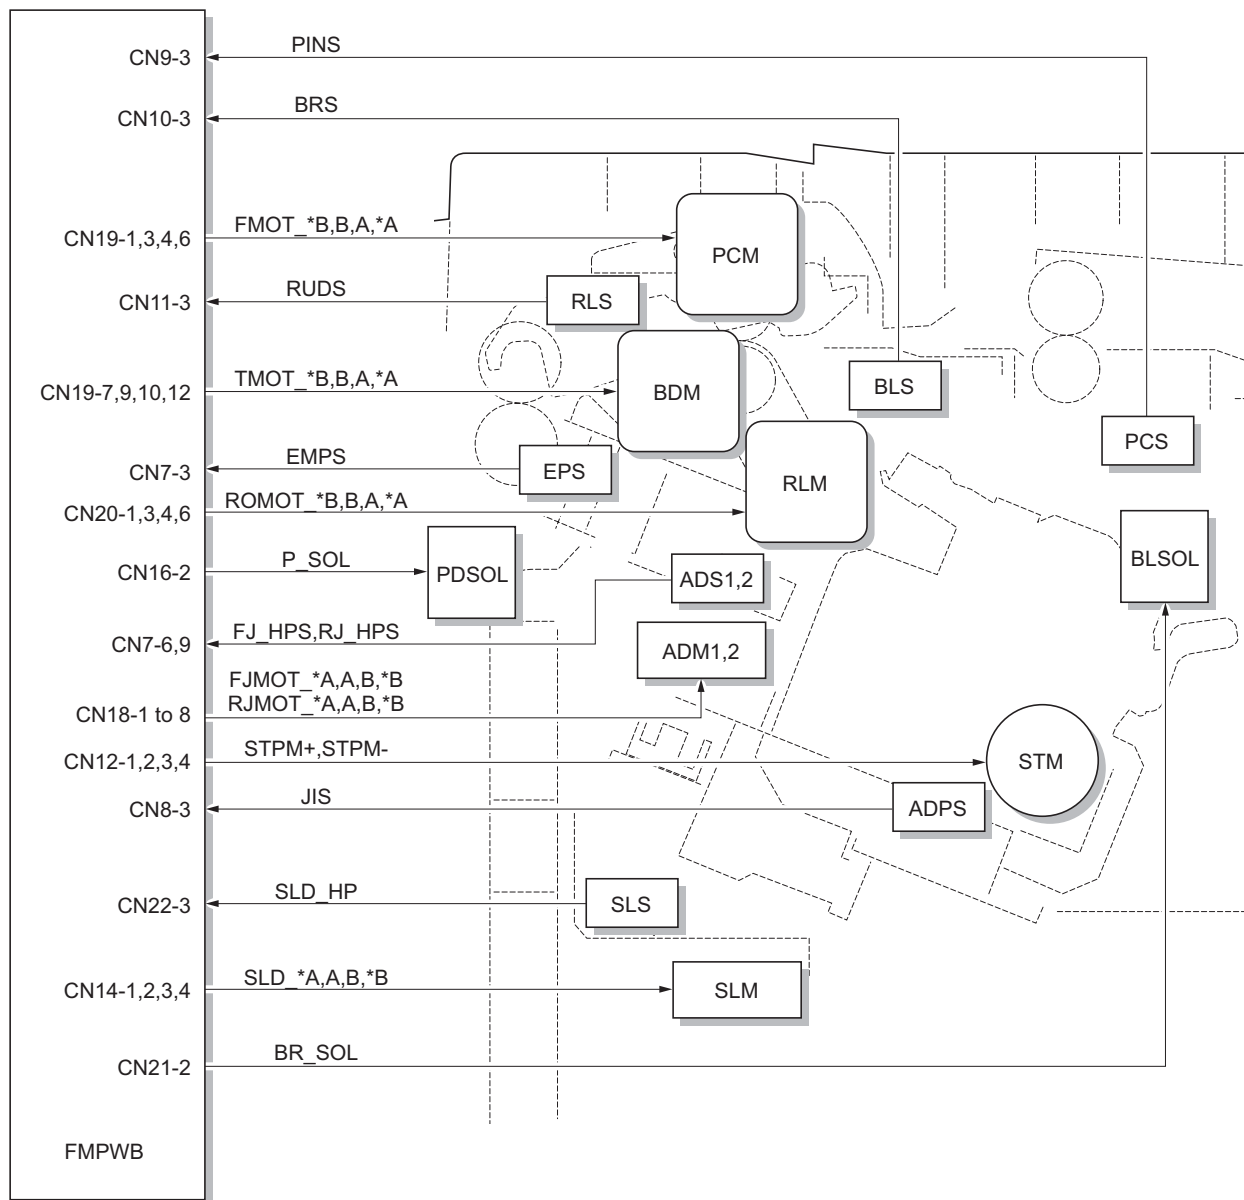 CN9-3 PINS
CN10-3 BRS
CN19-1,3,4,6 FMOT_*B,B,A,*A PCM
CN11-3 RUDS RLS
CN19-7,9,10,12 TMOT_*B,B,A,*A BDM BLS
PCS
CN7-3 EMPS EPS
RLM
CN20-1,3,4,6 ROMOT_*B,B,A,*A
CN16-2 P_SOL PDSOL ADS1,2 BLSOL
CN7-6,9 FJ_HPS,RJ_HPS
ADM1,2
FJMOT_*A,A,B,*B
CN18-1 to 8 RJMOT_*A,A,B,*B
CN12-1,2,3,4 STPM+,STPM- STM
CN8-3 JIS ADPS
CN22-3 SLD_HP SLS
CN14-1,2,3,4 SLD_*A,A,B,*B SLM
CN21-2 BR_SOL
FMPWB